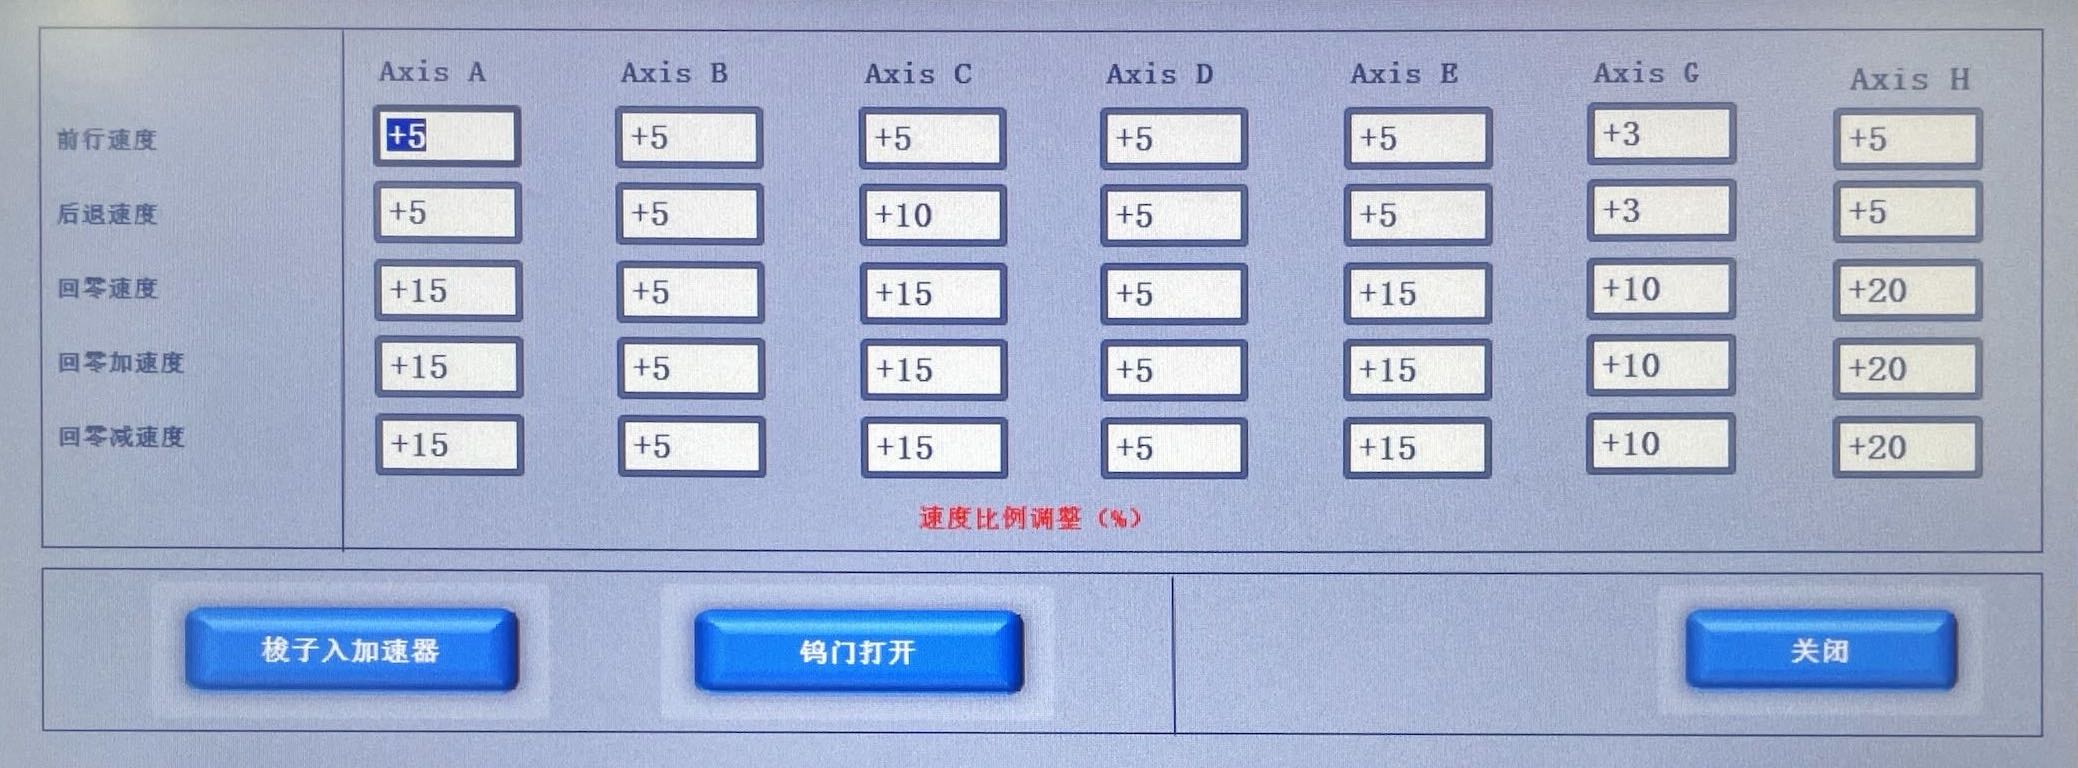 Axis A Axis B Axis C Axis D Axis E Axis G Axis H
前行速度 +5 +5 +5 +5 +5 +3 +5
后退速度 +5 +5 +10 +5 +5 +3 +5
回零速度 +15 +5 +15 +5 +15 +10 +20
回零加速度 +15 +5 +15 +5 +15 +10 +20
回零减速度 +15 +5 +15 +5 +15 +10 +20
速度比例调整（%）
梭子入加速器 钨门打开 关闭